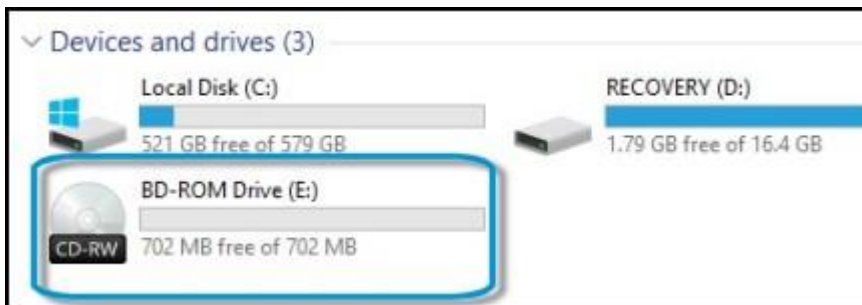 Devices and drives (3)
Local Disk (C:)
521 GB free of 579 GB
RECOVERY (D:)
1.79 GB free of 16.4 GB
BD-ROM Drive (E:)
CD-RW
702 MB free of 702 MB